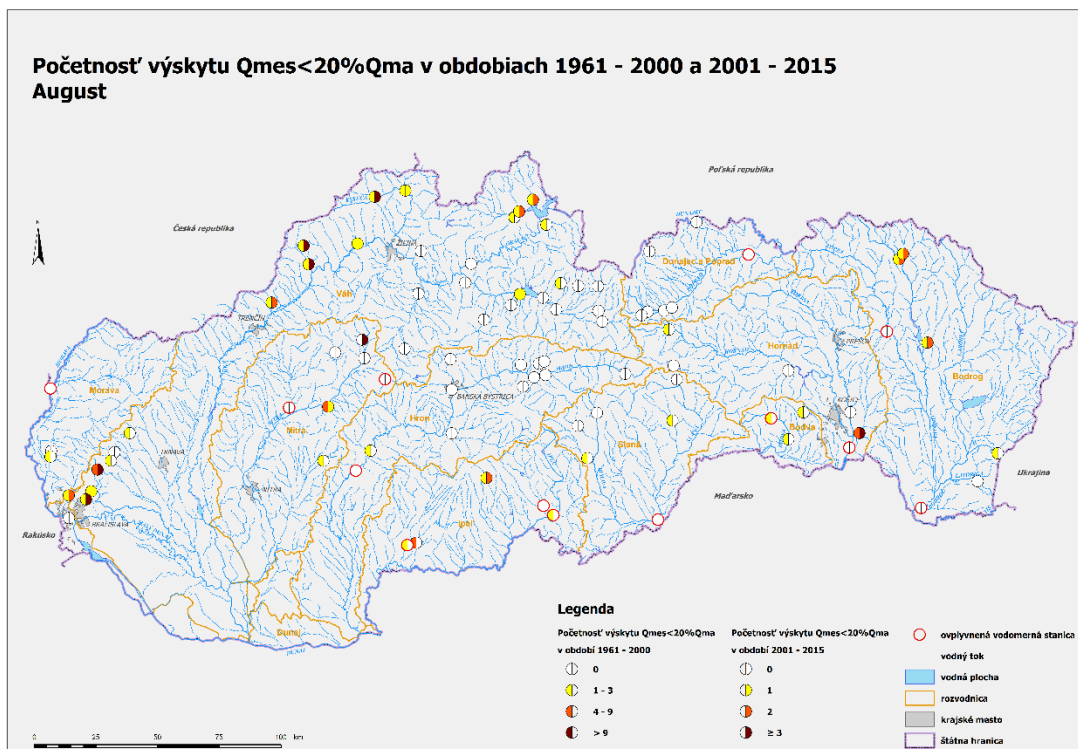 Početnosť výskytu Qmes<20%Qma v obdobiach 1961 - 2000 a 2001 - 2015
August
Poľská republika
Česká republika
DUNAJEC
Dunajec a Poprad
ŽILINA
Váh
TRENČÍN
PREŠOV
Hornád
Morava
Bodrog
BANSKÁ BYSTRICA
HRON
Hron
KOŠICE
Nitra
Slaná
Bodva
TRNAVA
NITRA
Ukrajina
Maďarsko
Ipeľ
BRATISLAVA
Rakúsko
Dunaj
DUNAJ
Legenda
Početnosť výskytu Qmes<20%Qma
v období 1961 - 2000
0
1 - 3
4 - 9
> 9
Početnosť výskytu Qmes<20%Qma
v období 2001 - 2015
0
1
2
≥ 3
ovplyvnená vodomerná stanica
vodný tok
vodná plocha
rozvodnica
krajské mesto
štátna hranica
0 25 50 75 100 km